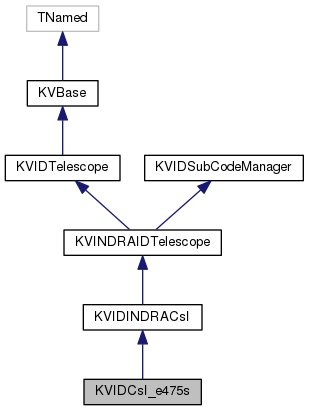 TNamed
KVBase
KVIDTelescope
KVIDSubCodeManager
KVINDRAIDTelescope
KVIDINDRACsI
KVIDCsI_e475s